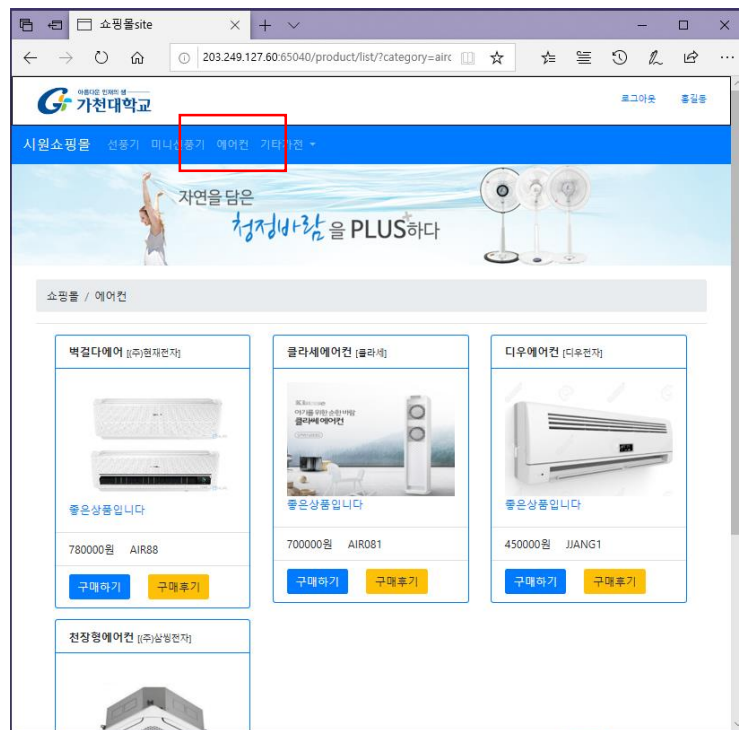 쇼핑몰site
203.249.127.60:65040/product/list/?category=airc
가천대학교
로그아웃 홍길동
시원쇼핑몰 선풍기 미니선풍기 에어컨 기타가전
자연을 담은
청정바람을 PLUS하다
쇼핑몰 / 에어컨
벽걸다에어 [(주)현재전자]
클라세에어컨 [클라세]
디우에어컨 [디우전자]
아기를 위한 순한 바람
클라쎄 에어컨
좋은상품입니다
좋은상품입니다
좋은상품입니다
780000원 AIR88
700000원 AIR081
450000원 JJANG1
구매하기 구매후기
구매하기 구매후기
구매하기 구매후기
천장형에어컨 [(주)삼씽전자]